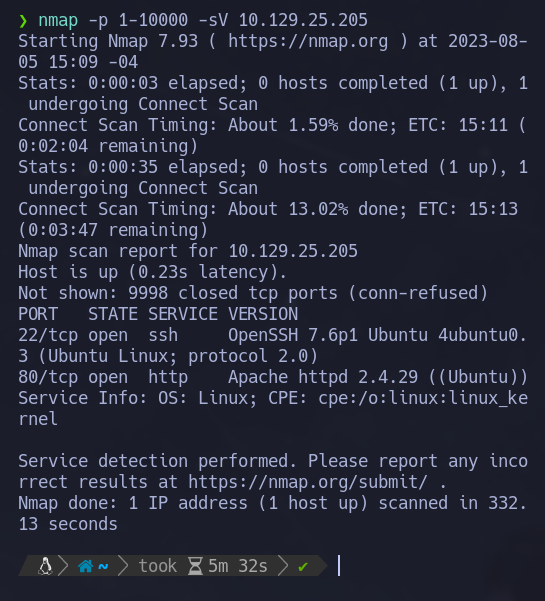 ❯ nmap -p 1-10000 -sV 10.129.25.205
Starting Nmap 7.93 ( https://nmap.org ) at 2023-08-
05 15:09 -04
Stats: 0:00:03 elapsed; 0 hosts completed (1 up), 1
 undergoing Connect Scan
Connect Scan Timing: About 1.59% done; ETC: 15:11 (
0:02:04 remaining)
Stats: 0:00:35 elapsed; 0 hosts completed (1 up), 1
 undergoing Connect Scan
Connect Scan Timing: About 13.02% done; ETC: 15:13
(0:03:47 remaining)
Nmap scan report for 10.129.25.205
Host is up (0.23s latency).
Not shown: 9998 closed tcp ports (conn-refused)
PORT   STATE SERVICE VERSION
22/tcp open  ssh     OpenSSH 7.6p1 Ubuntu 4ubuntu0.
3 (Ubuntu Linux; protocol 2.0)
80/tcp open  http    Apache httpd 2.4.29 ((Ubuntu))
Service Info: OS: Linux; CPE: cpe:/o:linux:linux_ke
rnel

Service detection performed. Please report any inco
rrect results at https://nmap.org/submit/ .
Nmap done: 1 IP address (1 host up) scanned in 332.
13 seconds

~ took 5m 32s ✔